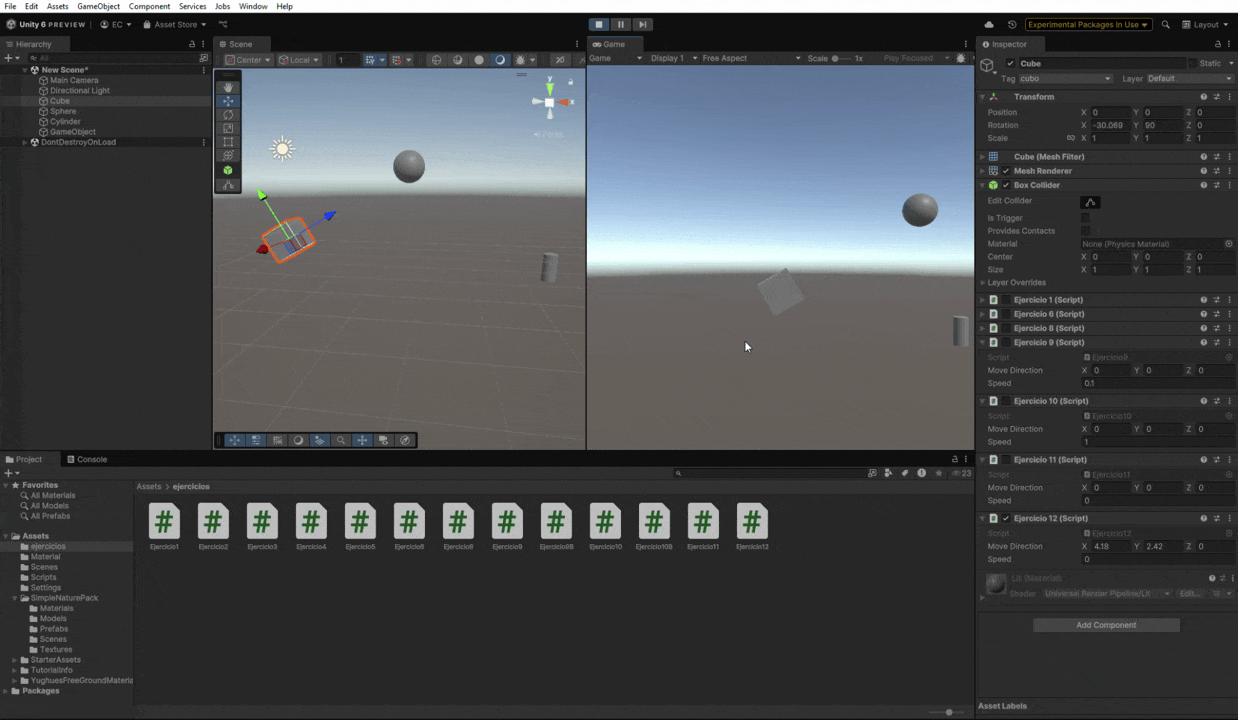 File Edit Assets GameObject Component Services Jobs Window Help
Unity 6 PREVIEW EC Asset Store Experimental Packages In Use Layout
Hierarchy
All
New Scene*
Main Camera
Directional Light
Cube
Sphere
Cylinder
GameObject
DontDestroyOnLoad
Scene
Center Local 1 20
y
x
Persp
Game
Game Display 1 Free Aspect Scale 1x Play Focused
Inspector
Cube Static
Tag cubo Layer Default
Transform
Position X 0 Y 0 Z 0
Rotation X -30.069 Y 90 Z 0
Scale X 1 Y 1 Z 1
Cube (Mesh Filter)
Mesh Renderer
Box Collider
Edit Collider
Is Trigger
Provides Contacts
Material None (Physics Material)
Center X 0 Y 0 Z 0
Size X 1 Y 1 Z 1
Layer Overrides
Ejercicio 1 (Script)
Ejercicio 6 (Script)
Ejercicio 8 (Script)
Ejercicio 9 (Script)
Script Ejercicio9
Move Direction X 0 Y 0 Z 0
Speed 0.1
Ejercicio 10 (Script)
Script Ejercicio10
Move Direction X 0 Y 0 Z 0
Speed 1
Ejercicio 11 (Script)
Script Ejercicio11
Move Direction X 0 Y 0 Z 0
Speed 0
Ejercicio 12 (Script)
Script Ejercicio12
Move Direction X 4.18 Y 2.42 Z 0
Speed 0
Lit (Material)
Shader Universal Render Pipeline/Lit Edit...
Add Component
Asset Labels
Project Console
23
Favorites
All Materials
All Models
All Prefabs
Assets
ejercicios
Material
Scenes
Scripts
Settings
SimpleNaturePack
Materials
Models
Prefabs
Scenes
Textures
StarterAssets
TutorialInfo
YughuesFreeGroundMateria
Packages
Assets > ejercicios
Ejercicio1 Ejercicio2 Ejercicio3 Ejercicio4 Ejercicio5 Ejercicio6 Ejercicio8 Ejercicio9 Ejercicio9B Ejercicio10 Ejercicio10B Ejercicio11 Ejercicio12